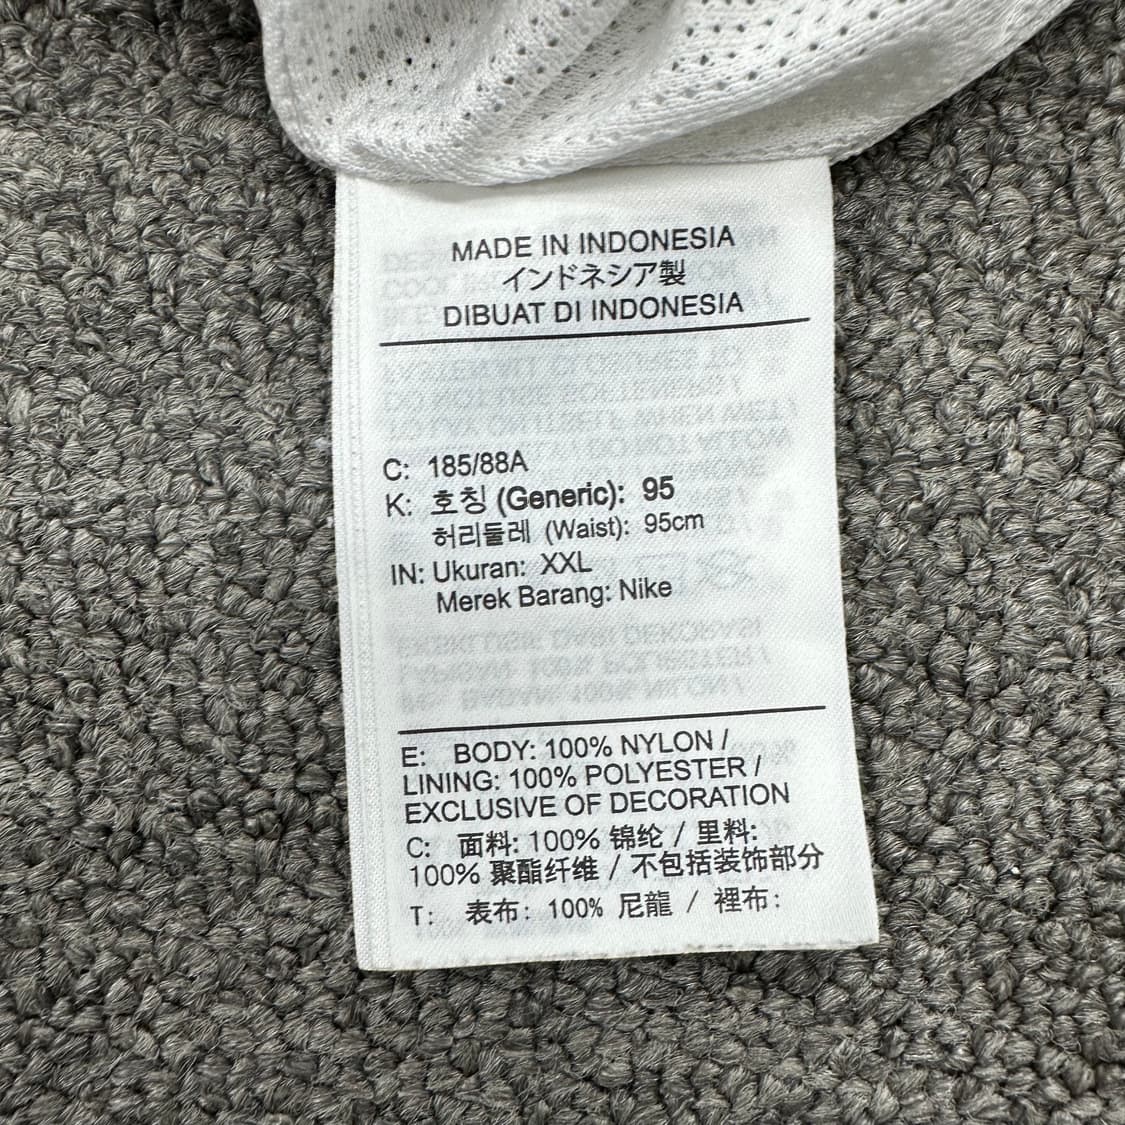 MADE IN INDONESIA
インドネシア製
DIBUAT DI INDONESIA
C: 185/88A
K: 호칭 (Generic): 95
허리둘레 (Waist): 95cm
IN: Ukuran: XXL
Merek Barang: Nike
E: BODY: 100% NYLON /
LINING: 100% POLYESTER /
EXCLUSIVE OF DECORATION
C: 面料: 100% 锦纶 / 里料:
100% 聚酯纤维 / 不包括装饰部分
T: 表布: 100% 尼龍 / 裡布: